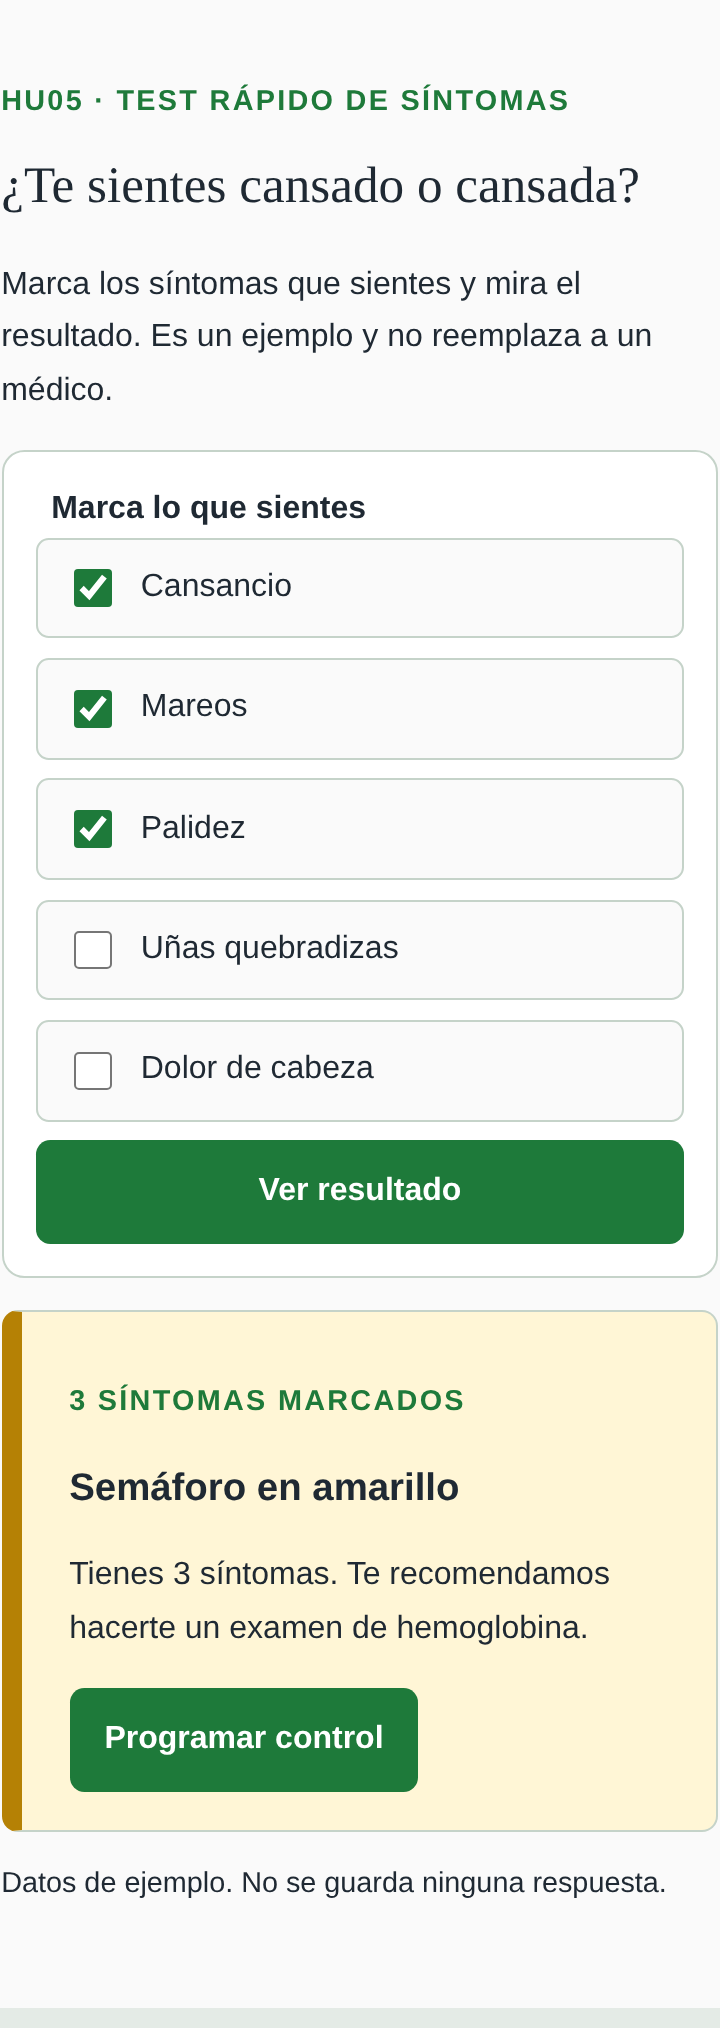 HU05 · TEST RÁPIDO DE SÍNTOMAS
¿Te sientes cansado o cansada?
Marca los síntomas que sientes y mira el
resultado. Es un ejemplo y no reemplaza a un
médico.
Marca lo que sientes
Cansancio
Mareos
Palidez
Uñas quebradizas
Dolor de cabeza
Ver resultado
3 SÍNTOMAS MARCADOS
Semáforo en amarillo
Tienes 3 síntomas. Te recomendamos
hacerte un examen de hemoglobina.
Programar control
Datos de ejemplo. No se guarda ninguna respuesta.